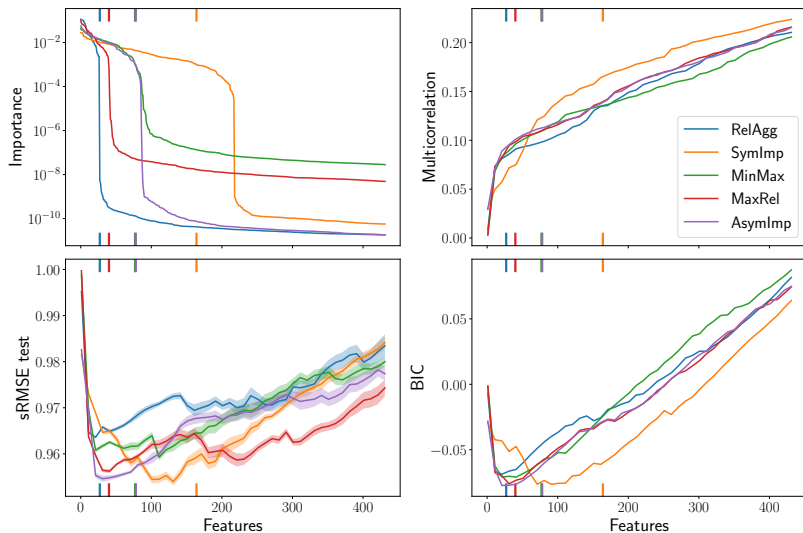 Importance
10⁻²
10⁻⁴
10⁻⁶
10⁻⁸
10⁻¹⁰
Multicorrelation
0.20
0.15
0.10
0.05
0.00
RelAgg
SymImp
MinMax
MaxRel
AsymImp
sRMSE test
1.00
0.99
0.98
0.97
0.96
0 100 200 300 400
Features
BIC
0.05
0.00
−0.05
0 100 200 300 400
Features